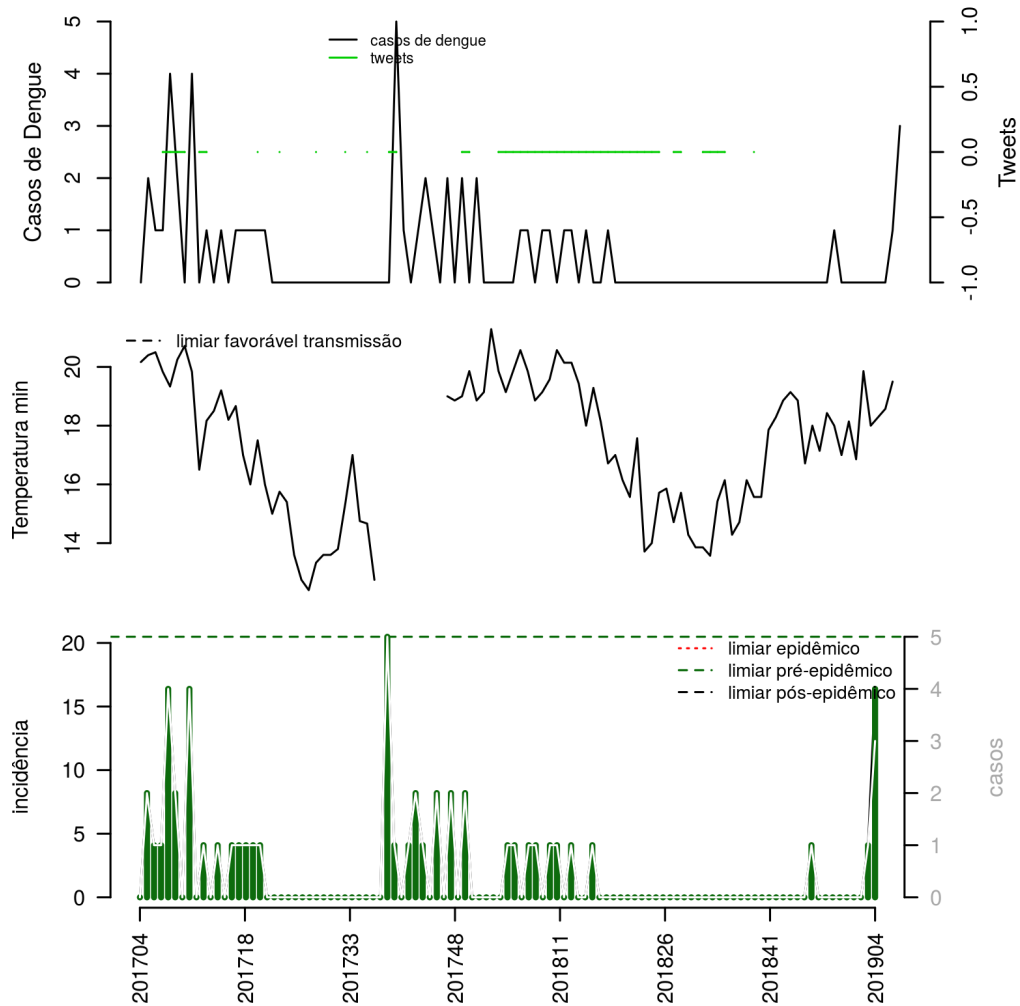 casos de dengue
tweets
Casos de Dengue
0 1 2 3 4 5
Tweets
-1.0 -0.5 0.0 0.5 1.0
limiar favorável transmissão
Temperatura min
14 16 18 20
limiar epidêmico
limiar pré-epidêmico
limiar pós-epidêmico
incidência
0 5 10 15 20
casos
0 1 2 3 4 5
201704 201718 201733 201748 201811 201826 201841 201904